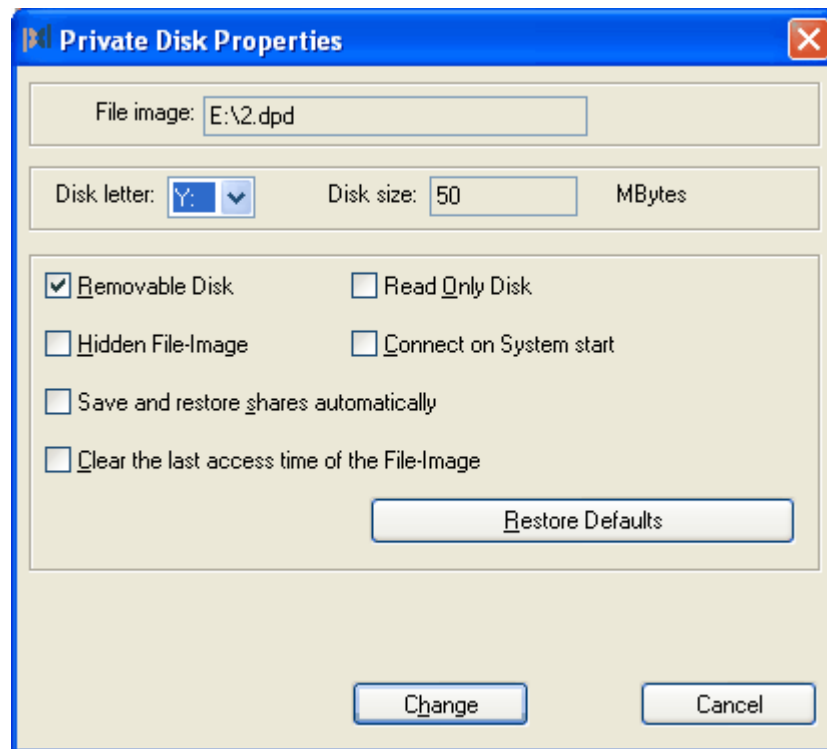 Private Disk Properties
File image: E:\2.dpd
Disk letter: Y: Disk size: 50 MBytes
Removable Disk Read Only Disk
Hidden File-Image Connect on System start
Save and restore shares automatically
Clear the last access time of the File-Image
Restore Defaults
Change Cancel